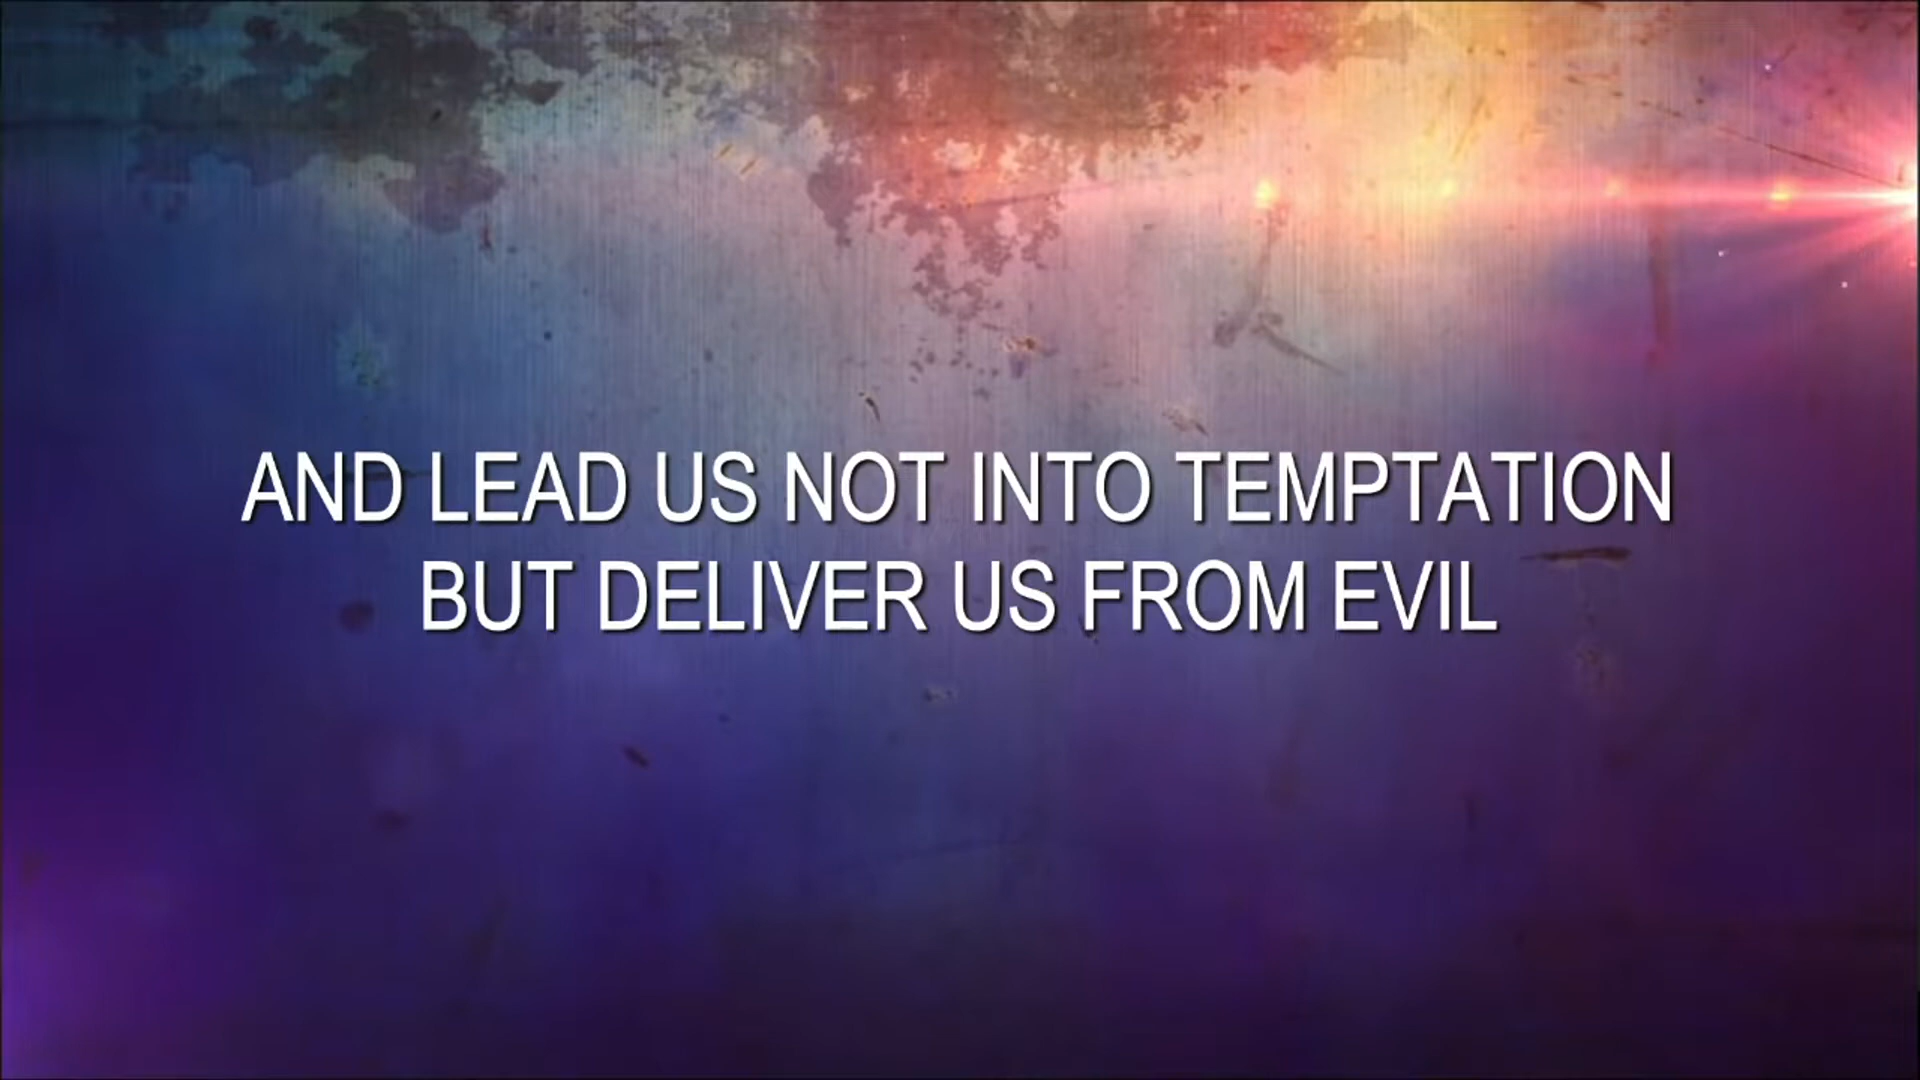 AND LEAD US NOT INTO TEMPTATION
BUT DELIVER US FROM EVIL